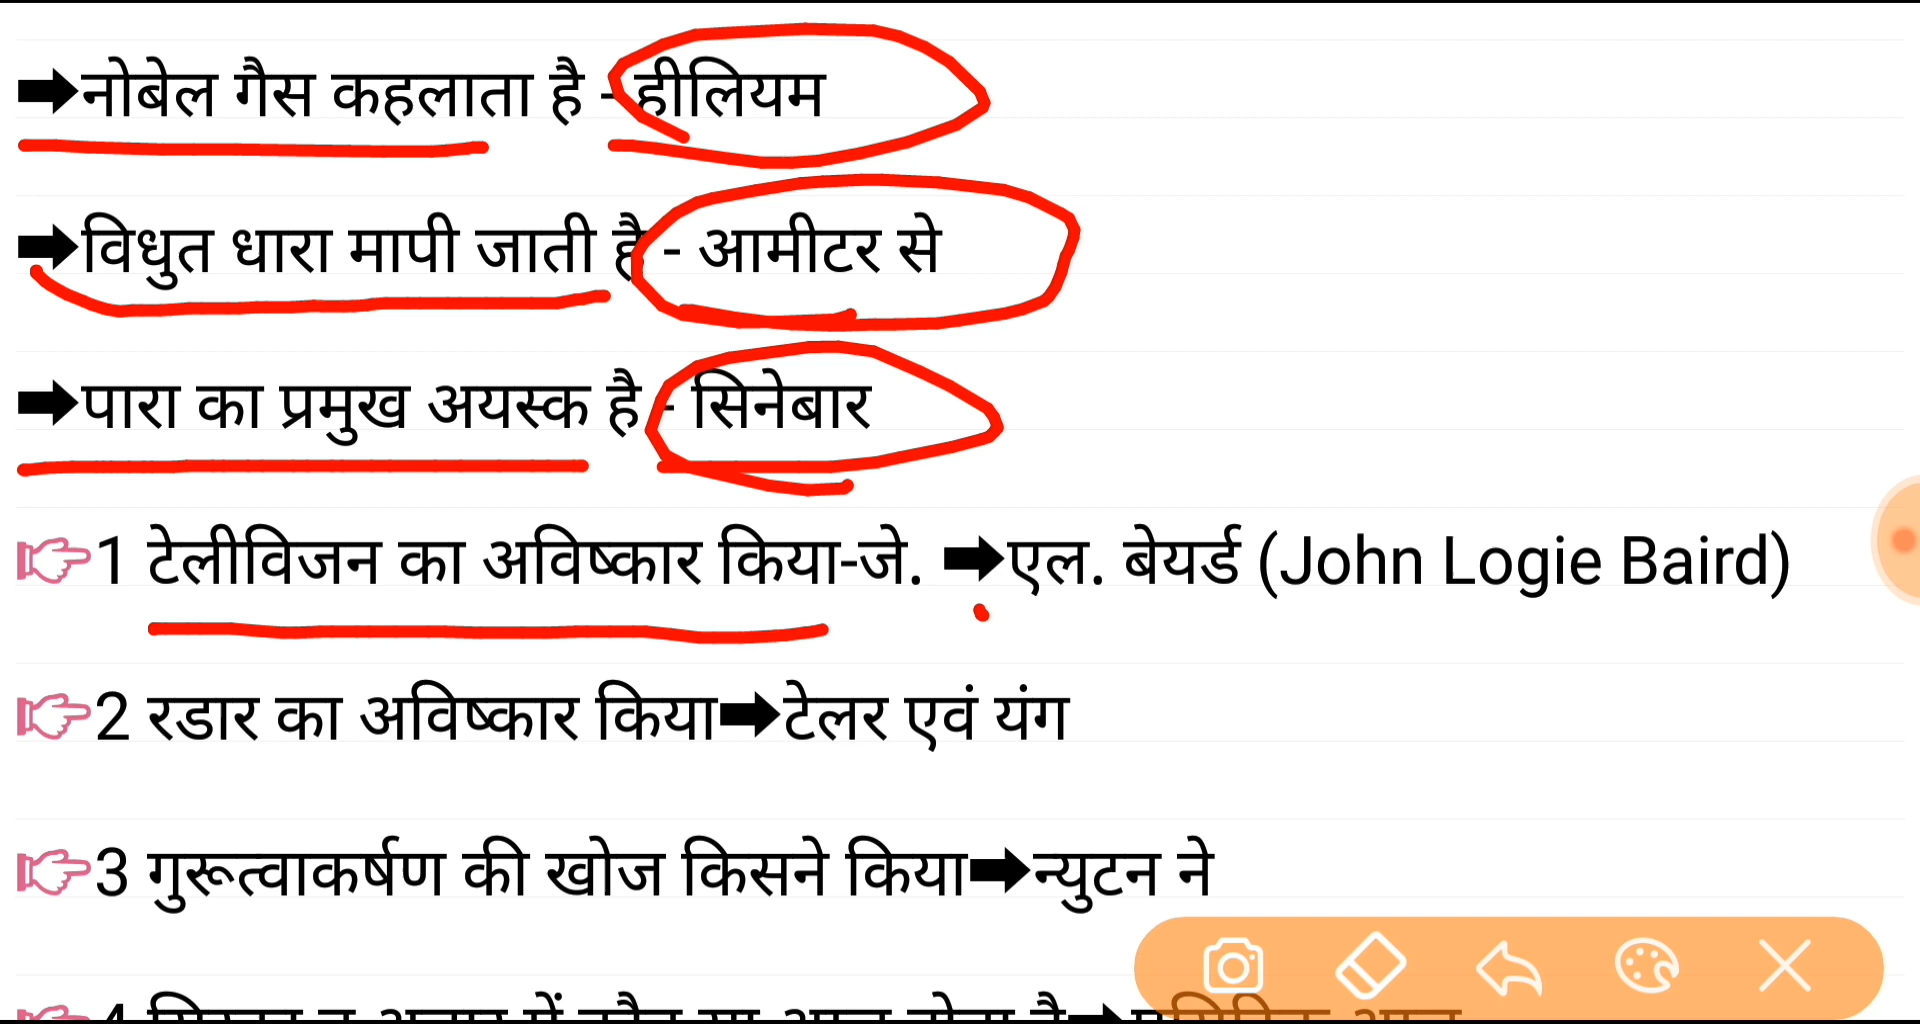 ➡नोबेल गैस कहलाता है - हीलियम
➡विधुत धारा मापी जाती है - आमीटर से
➡पारा का प्रमुख अयस्क है - सिनेबार
👉1 टेलीविजन का अविष्कार किया-जे. ➡एल. बेयर्ड (John Logie Baird)
👉2 रडार का अविष्कार किया➡टेलर एवं यंग
👉3 गुरूत्वाकर्षण की खोज किसने किया➡न्युटन ने